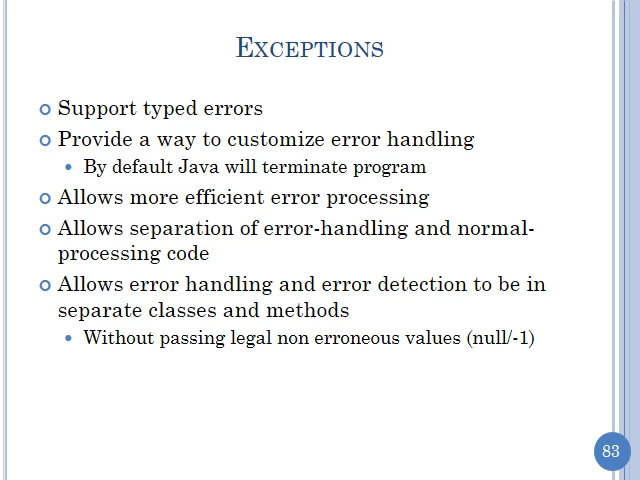 EXCEPTIONS
Support typed errors
Provide a way to customize error handling
By default Java will terminate program
Allows more efficient error processing
Allows separation of error-handling and normal-
processing code
Allows error handling and error detection to be in
separate classes and methods
Without passing legal non erroneous values (null/-1)
83